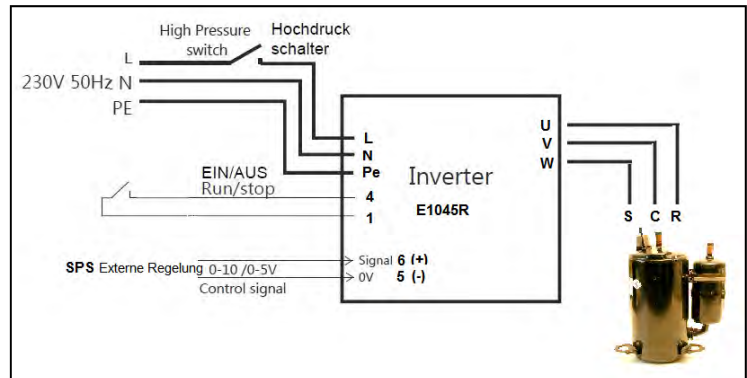 High Pressure switch
Hochdruck schalter
L
230V 50Hz N
PE
L
N
Pe
EIN/AUS
Run/stop
4
1
Inverter
E1045R
U
V
W
S C R
SPS Externe Regelung 0-10 /0-5V
Control signal
Signal 6 (+)
0V 5 (-)